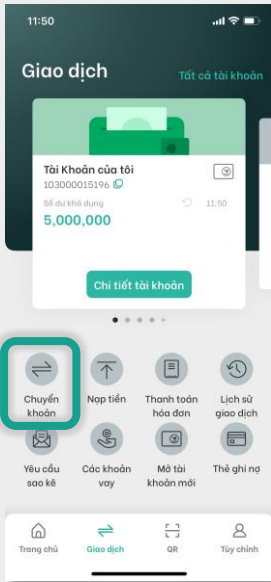 11:50
Giao dịch
Tất cả tài khoản
Tài Khoản của tôi
103000015196
Số dư khả dụng
11:50
5,000,000
Chi tiết tài khoản
Chuyển khoản
Nạp tiền
Thanh toán hóa đơn
Lịch sử giao dịch
Yêu cầu sao kê
Các khoản vay
Mở tài khoản mới
Thẻ ghi nợ
Trang chủ
Giao dịch
QR
Tùy chỉnh